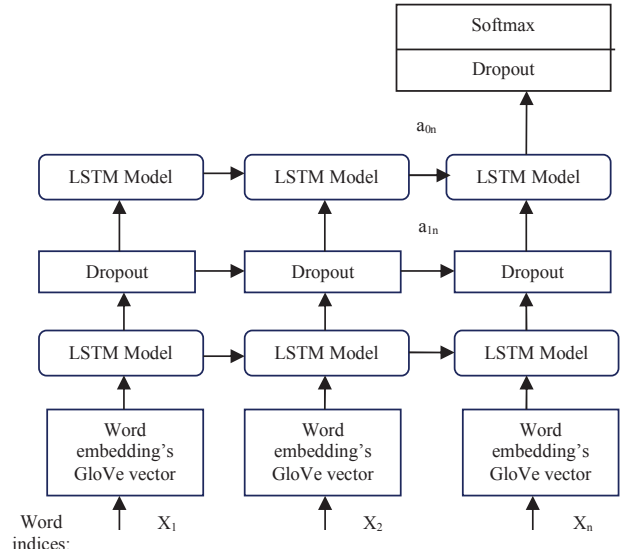 Softmax
Dropout
a0n
LSTM Model LSTM Model LSTM Model
a1n
Dropout Dropout Dropout
LSTM Model LSTM Model LSTM Model
Word Word Word
embedding's embedding's embedding's
GloVe vector GloVe vector GloVe vector
Word X1 X2 Xn
indices: